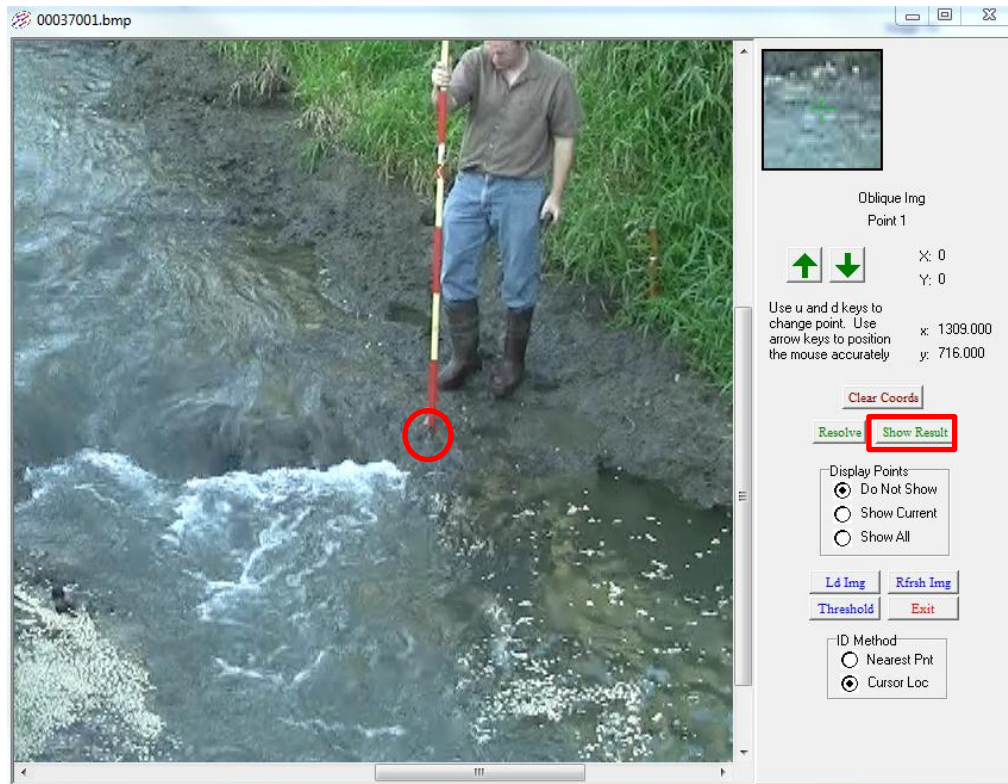 00037001.bmp
Oblique Img
Point 1
X: 0
Y: 0
Use u and d keys to
change point. Use
arrow keys to position
the mouse accurately
x: 1309.000
y: 716.000
Clear Coords
Resolve
Show Result
Display Points
Do Not Show
Show Current
Show All
Ld Img
Rfrsh Img
Threshold
Exit
ID Method
Nearest Pnt
Cursor Loc